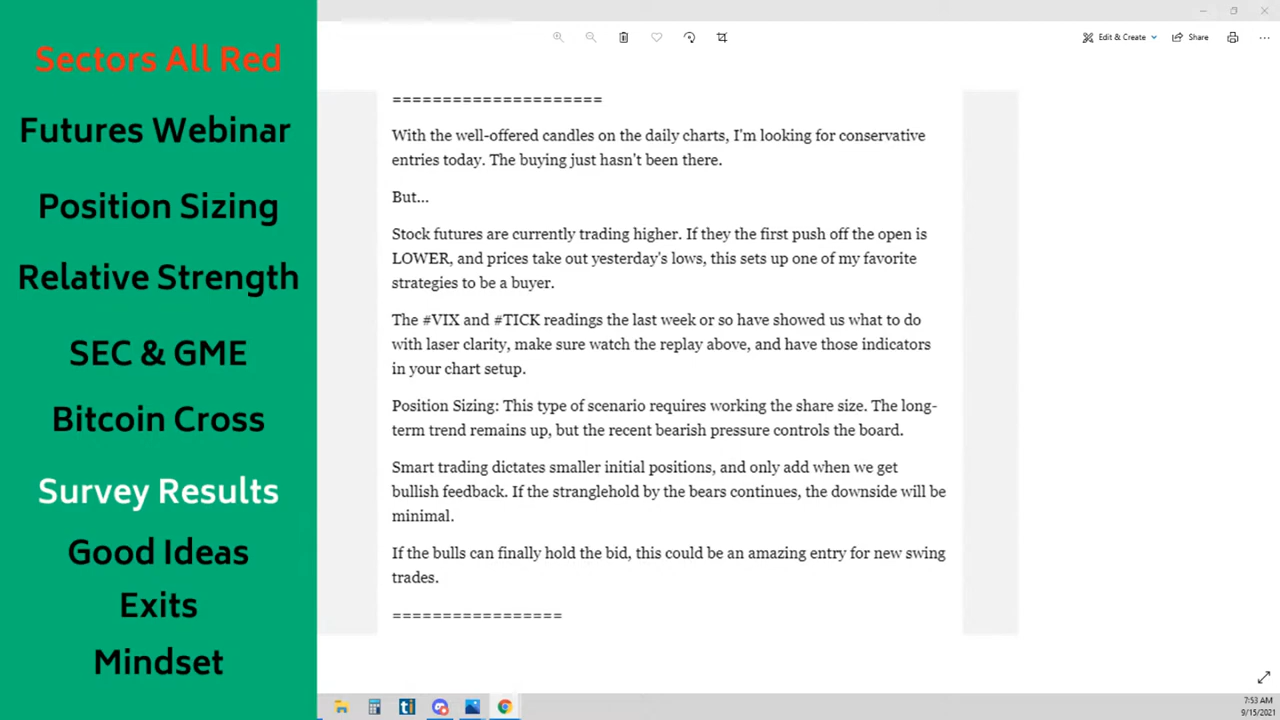 Sectors All Red
Futures Webinar
Position Sizing
Relative Strength
SEC & GME
Bitcoin Cross
Survey Results
Good Ideas
Exits
Mindset
Edit & Create
Share
=====================
With the well-offered candles on the daily charts, I'm looking for conservative
entries today. The buying just hasn't been there.
But...
Stock futures are currently trading higher. If they the first push off the open is
LOWER, and prices take out yesterday's lows, this sets up one of my favorite
strategies to be a buyer.
The #VIX and #TICK readings the last week or so have showed us what to do
with laser clarity, make sure watch the replay above, and have those indicators
in your chart setup.
Position Sizing: This type of scenario requires working the share size. The long-
term trend remains up, but the recent bearish pressure controls the board.
Smart trading dictates smaller initial positions, and only add when we get
bullish feedback. If the stranglehold by the bears continues, the downside will be
minimal.
If the bulls can finally hold the bid, this could be an amazing entry for new swing
trades.
=================
ti
7:53 AM
9/15/2021